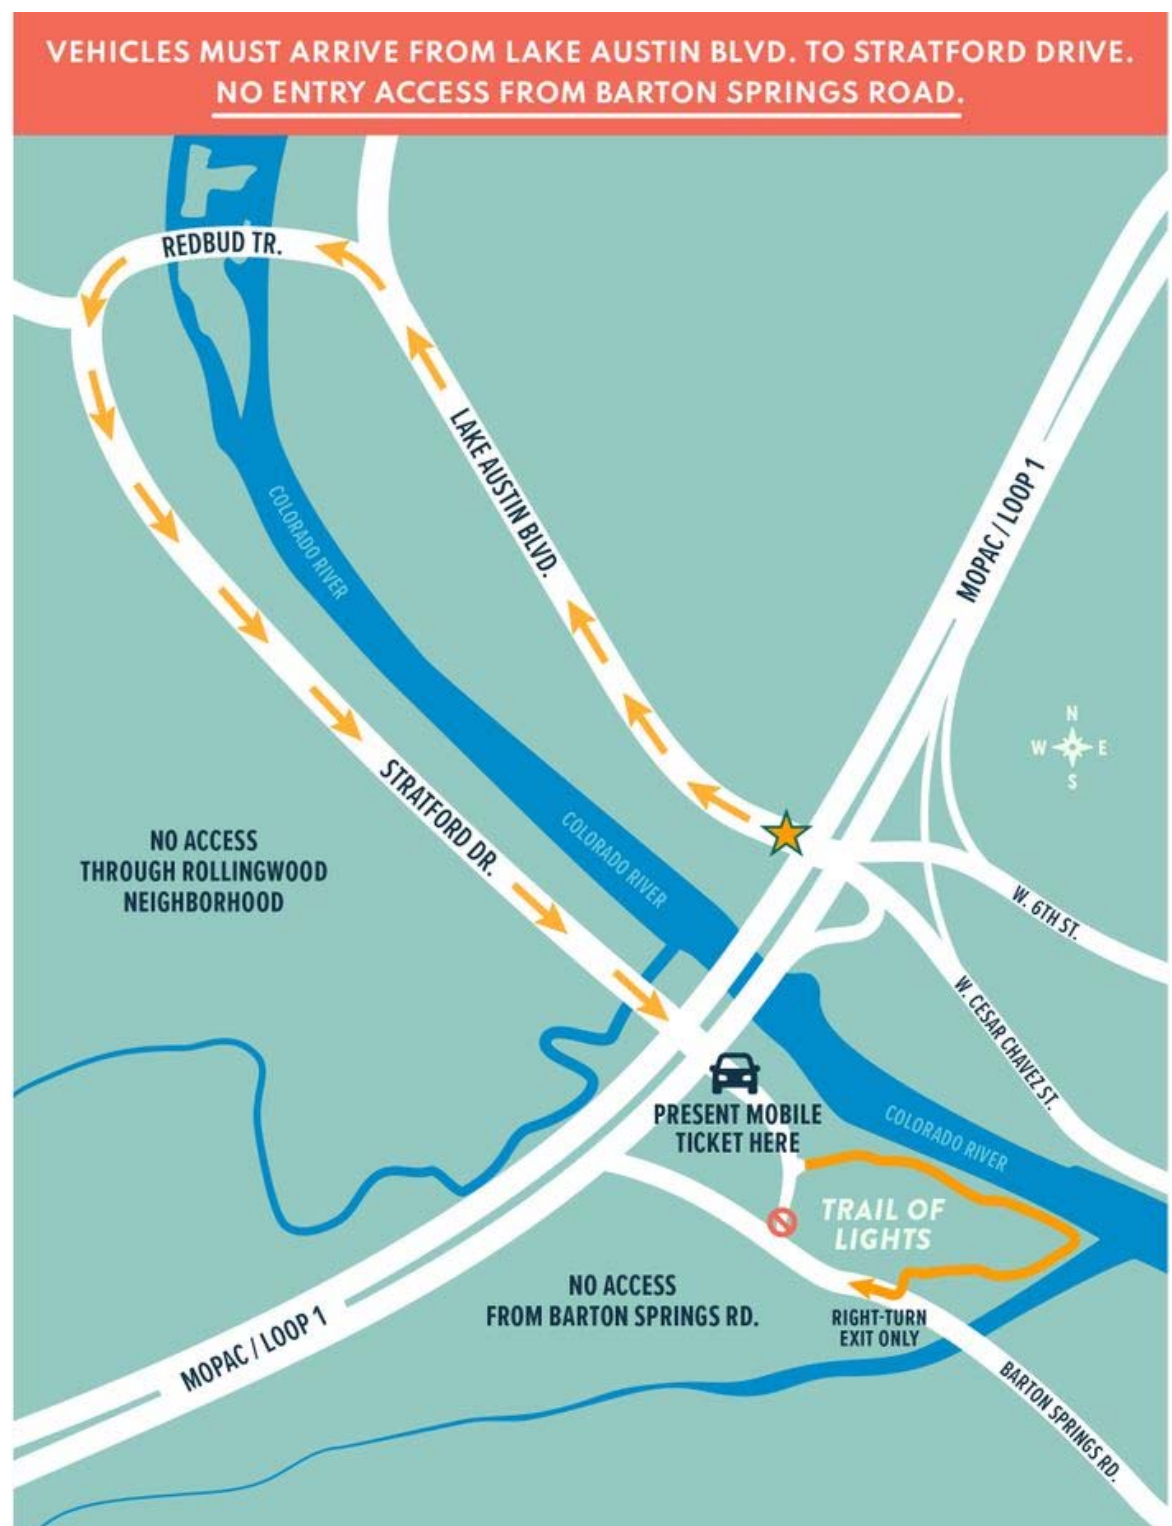 VEHICLES MUST ARRIVE FROM LAKE AUSTIN BLVD. TO STRATFORD DRIVE.
NO ENTRY ACCESS FROM BARTON SPRINGS ROAD.
REDBUD TR.
LAKE AUSTIN BLVD.
MOPAC / LOOP 1
COLORADO RIVER
N
W E
S
STRATFORD DR.
COLORADO RIVER
NO ACCESS
THROUGH ROLLINGWOOD
NEIGHBORHOOD
W. 6TH ST.
W. CESAR CHAVEZ ST.
PRESENT MOBILE
TICKET HERE
COLORADO RIVER
TRAIL OF
LIGHTS
NO ACCESS
FROM BARTON SPRINGS RD.
RIGHT-TURN
EXIT ONLY
MOPAC / LOOP 1
BARTON SPRINGS RD.